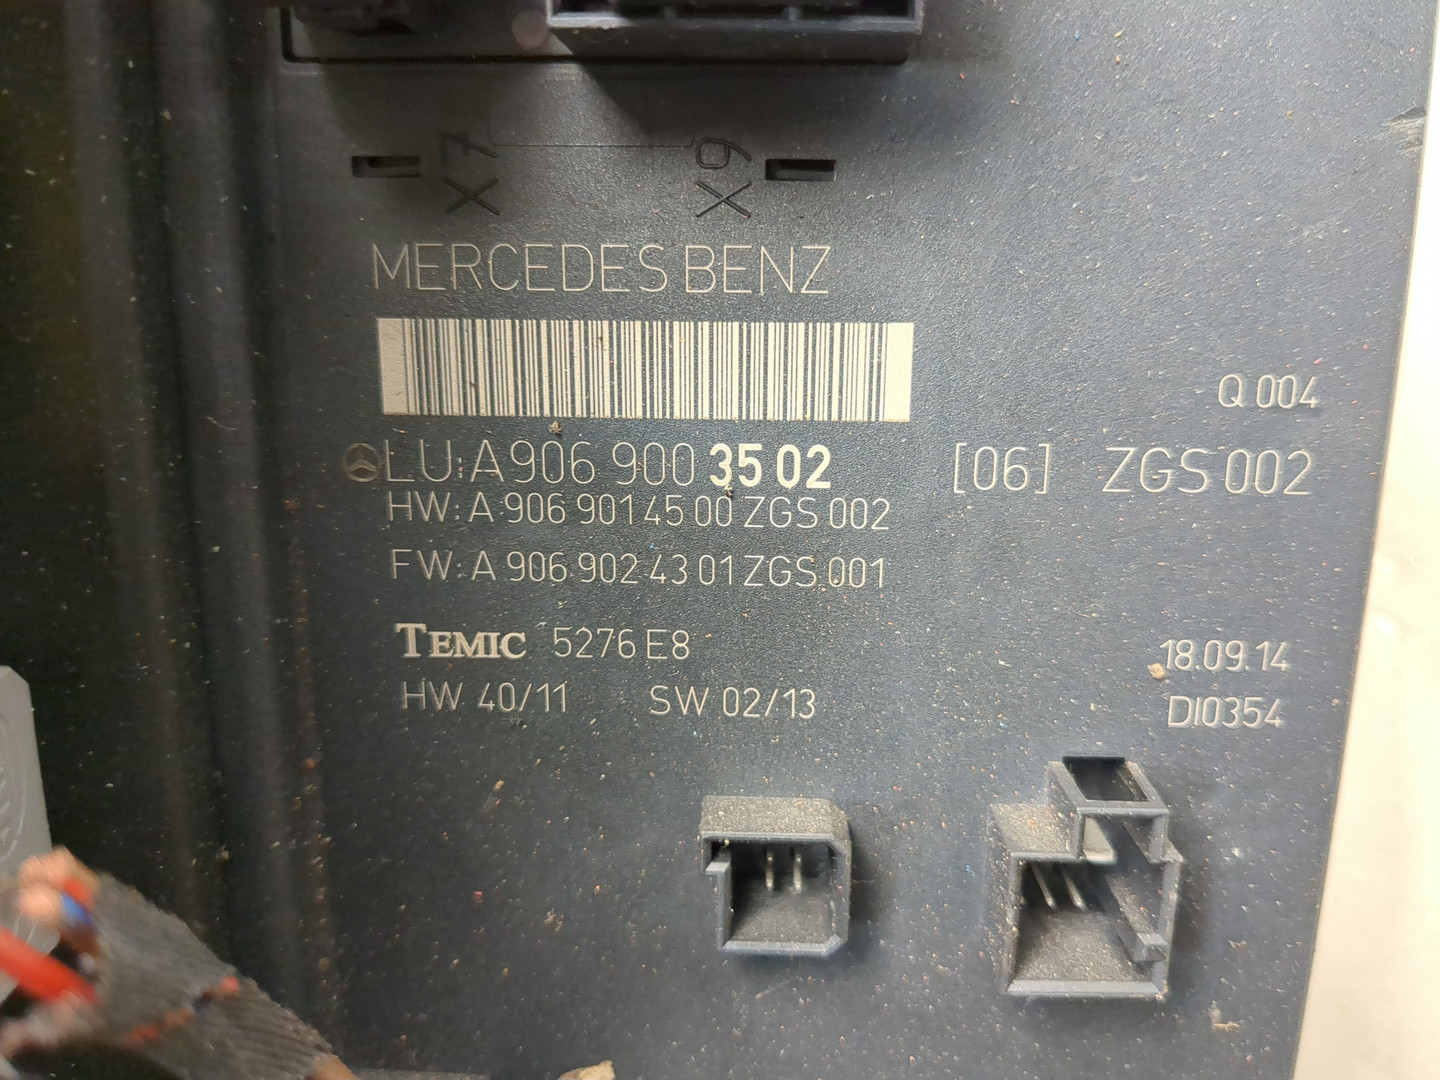 X7
X6
MERCEDES BENZ
Q 004
LU: A 906 900 35 02 [06] ZGS 002
HW: A 906 901 45 00 ZGS 002
FW: A 906 902 43 01 ZGS 001
TEMIC 5276 E8
18.09.14
HW 40/11 SW 02/13
DI0354